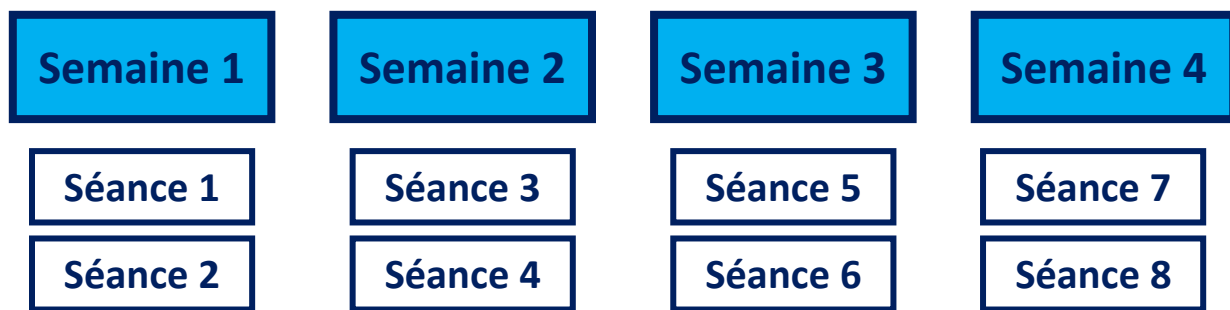 Semaine 1
Semaine 2
Semaine 3
Semaine 4
Séance 1
Séance 3
Séance 5
Séance 7
Séance 2
Séance 4
Séance 6
Séance 8